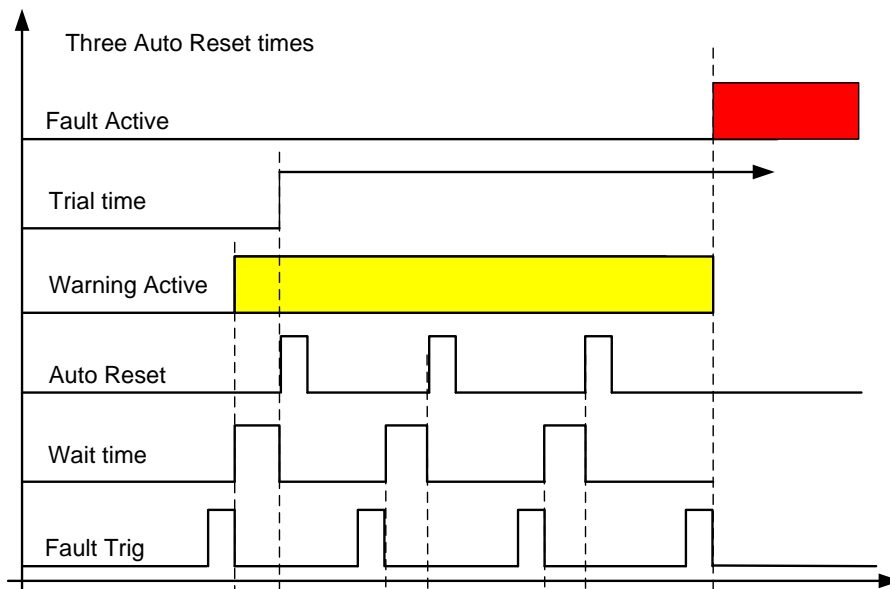 Three Auto Reset times
Fault Active
Trial time
Warning Active
Auto Reset
Wait time
Fault Trig